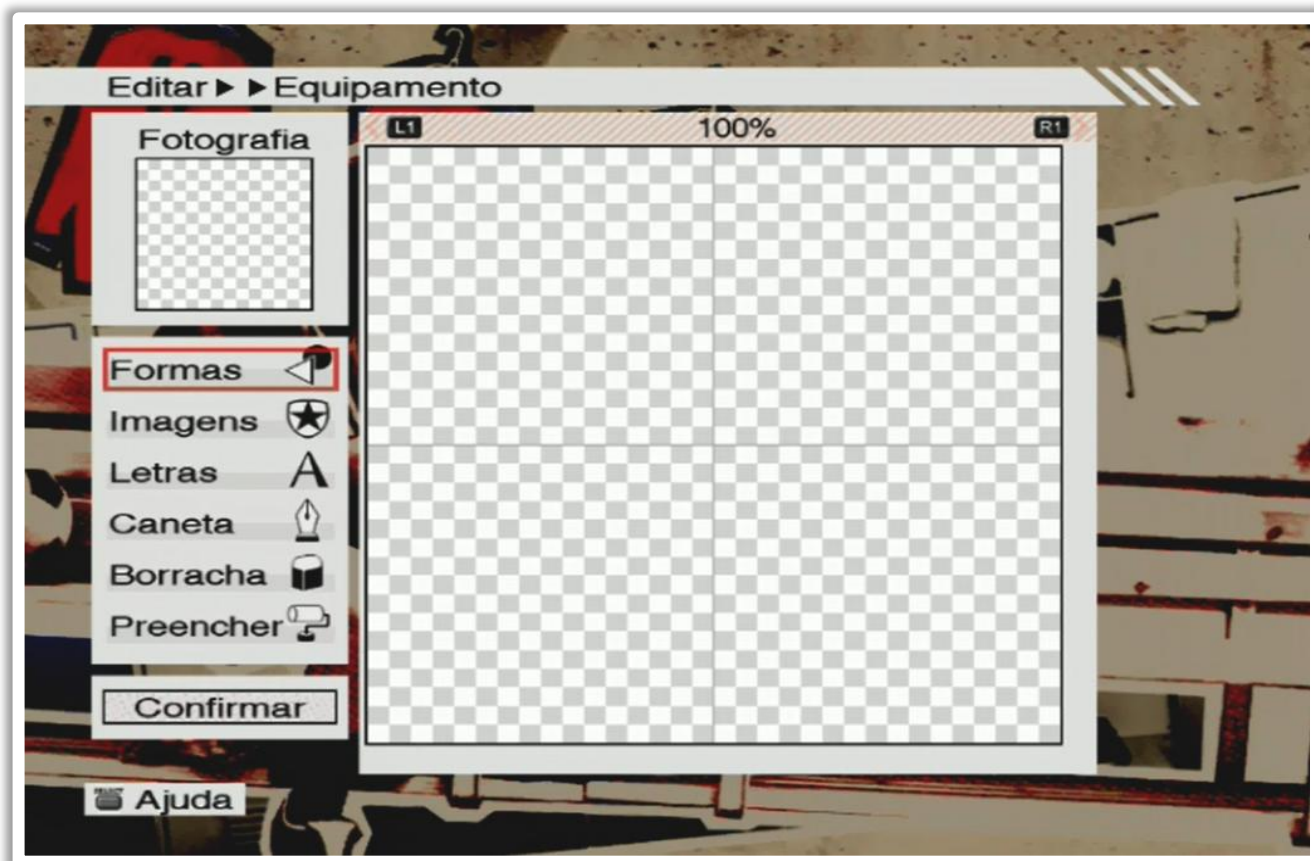 Editar ▶ ▶ Equipamento
Fotografia
L1 100% R1
Formas
Imagens
Letras A
Caneta
Borracha
Preencher
Confirmar
Ajuda